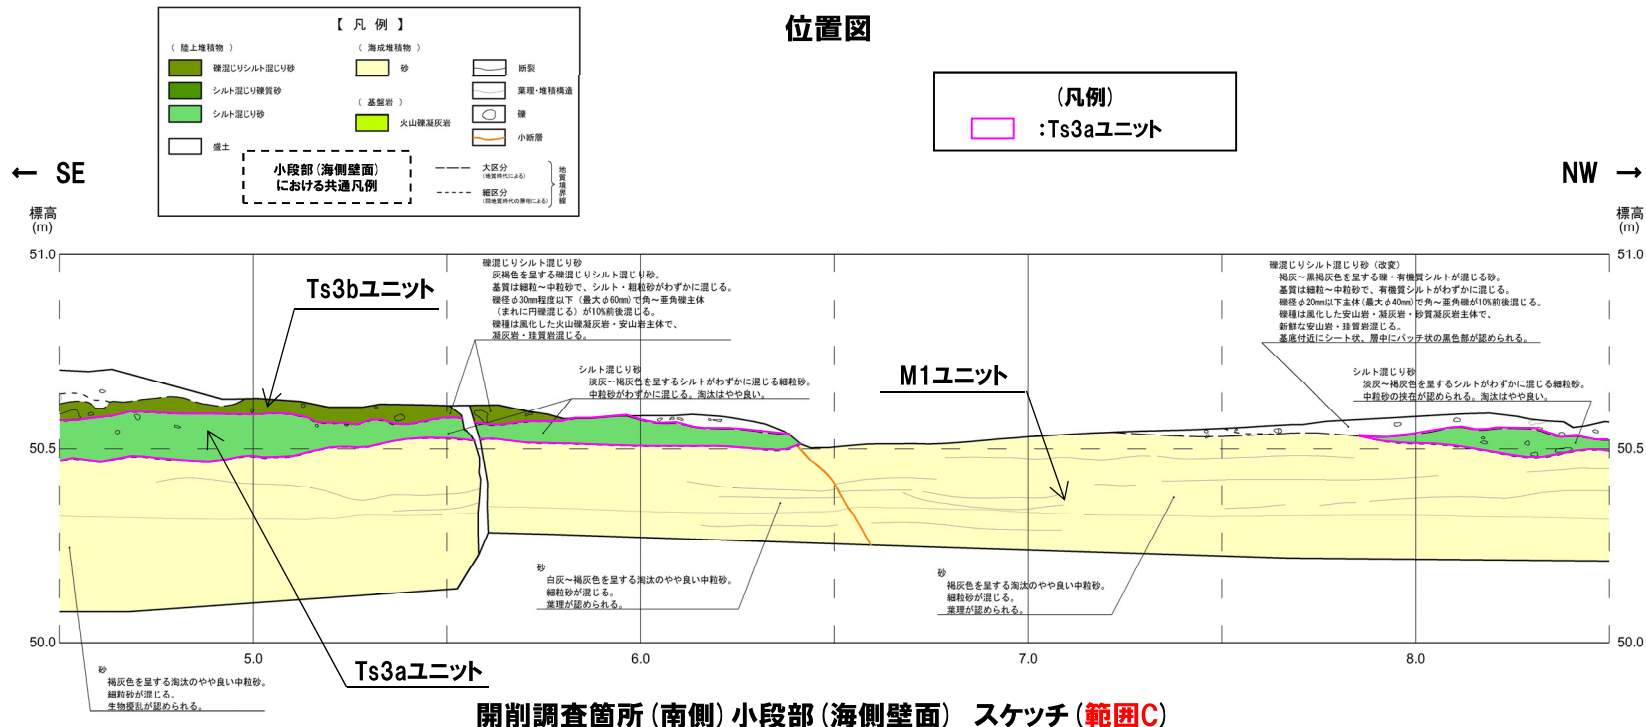 位置図
【 凡 例 】
( 陸上堆積物 )
礫混じりシルト混じり砂
シルト混じり礫質砂
シルト混じり砂
盛土
( 海成堆積物 )
砂
( 基盤岩 )
火山礫凝灰岩
断裂
葉理・堆積構造
礫
小断層
小段部(海側壁面)
における共通凡例
大区分
(地質時代による)
細区分
(同地質時代の層相による)
地質境界線
(凡例)
:Ts3aユニット
← SE
NW →
標高
(m)
標高
(m)
51.0
51.0
50.5
50.5
50.0
50.0
Ts3bユニット
礫混じりシルト混じり砂
灰褐色を呈する礫混じりシルト混じり砂。
基質は細粒~中粒砂で、シルト・粗粒砂がわずかに混じる。
礫径φ30mm程度以下(最大φ60mm)で角~亜角礫主体
(まれに円礫混じる)が10%前後混じる。
礫種は風化した火山礫凝灰岩・安山岩主体で、
凝灰岩・珪質岩混じる。
シルト混じり砂
淡灰~褐灰色を呈するシルトがわずかに混じる細粒砂。
中粒砂がわずかに混じる。淘汰はやや良い。
M1ユニット
礫混じりシルト混じり砂(改変)
褐灰~黒褐灰色を呈する礫・有機質シルトが混じる砂。
基質は細粒~中粒砂で、有機質シルトがわずかに混じる。
礫径φ20mm以下主体(最大φ40mm)で角~亜角礫が10%前後混じる。
礫種は風化した安山岩・凝灰岩・砂質凝灰岩主体で、
新鮮な安山岩・珪質岩混じる。
基底付近にシート状、層中にパッチ状の黒色部が認められる。
シルト混じり砂
淡灰~褐灰色を呈するシルトがわずかに混じる細粒砂。
中粒砂の挟在が認められる。淘汰はやや良い。
砂
白灰~褐灰色を呈する淘汰のやや良い中粒砂。
細粒砂が混じる。
葉理が認められる。
砂
褐灰色を呈する淘汰のやや良い中粒砂。
細粒砂が混じる。
葉理が認められる。
5.0
6.0
7.0
8.0
Ts3aユニット
砂
褐灰色を呈する淘汰のやや良い中粒砂。
細粒砂が混じる。
生物擾乱が認められる。
開削調査箇所(南側)小段部(海側壁面) スケッチ(範囲C)